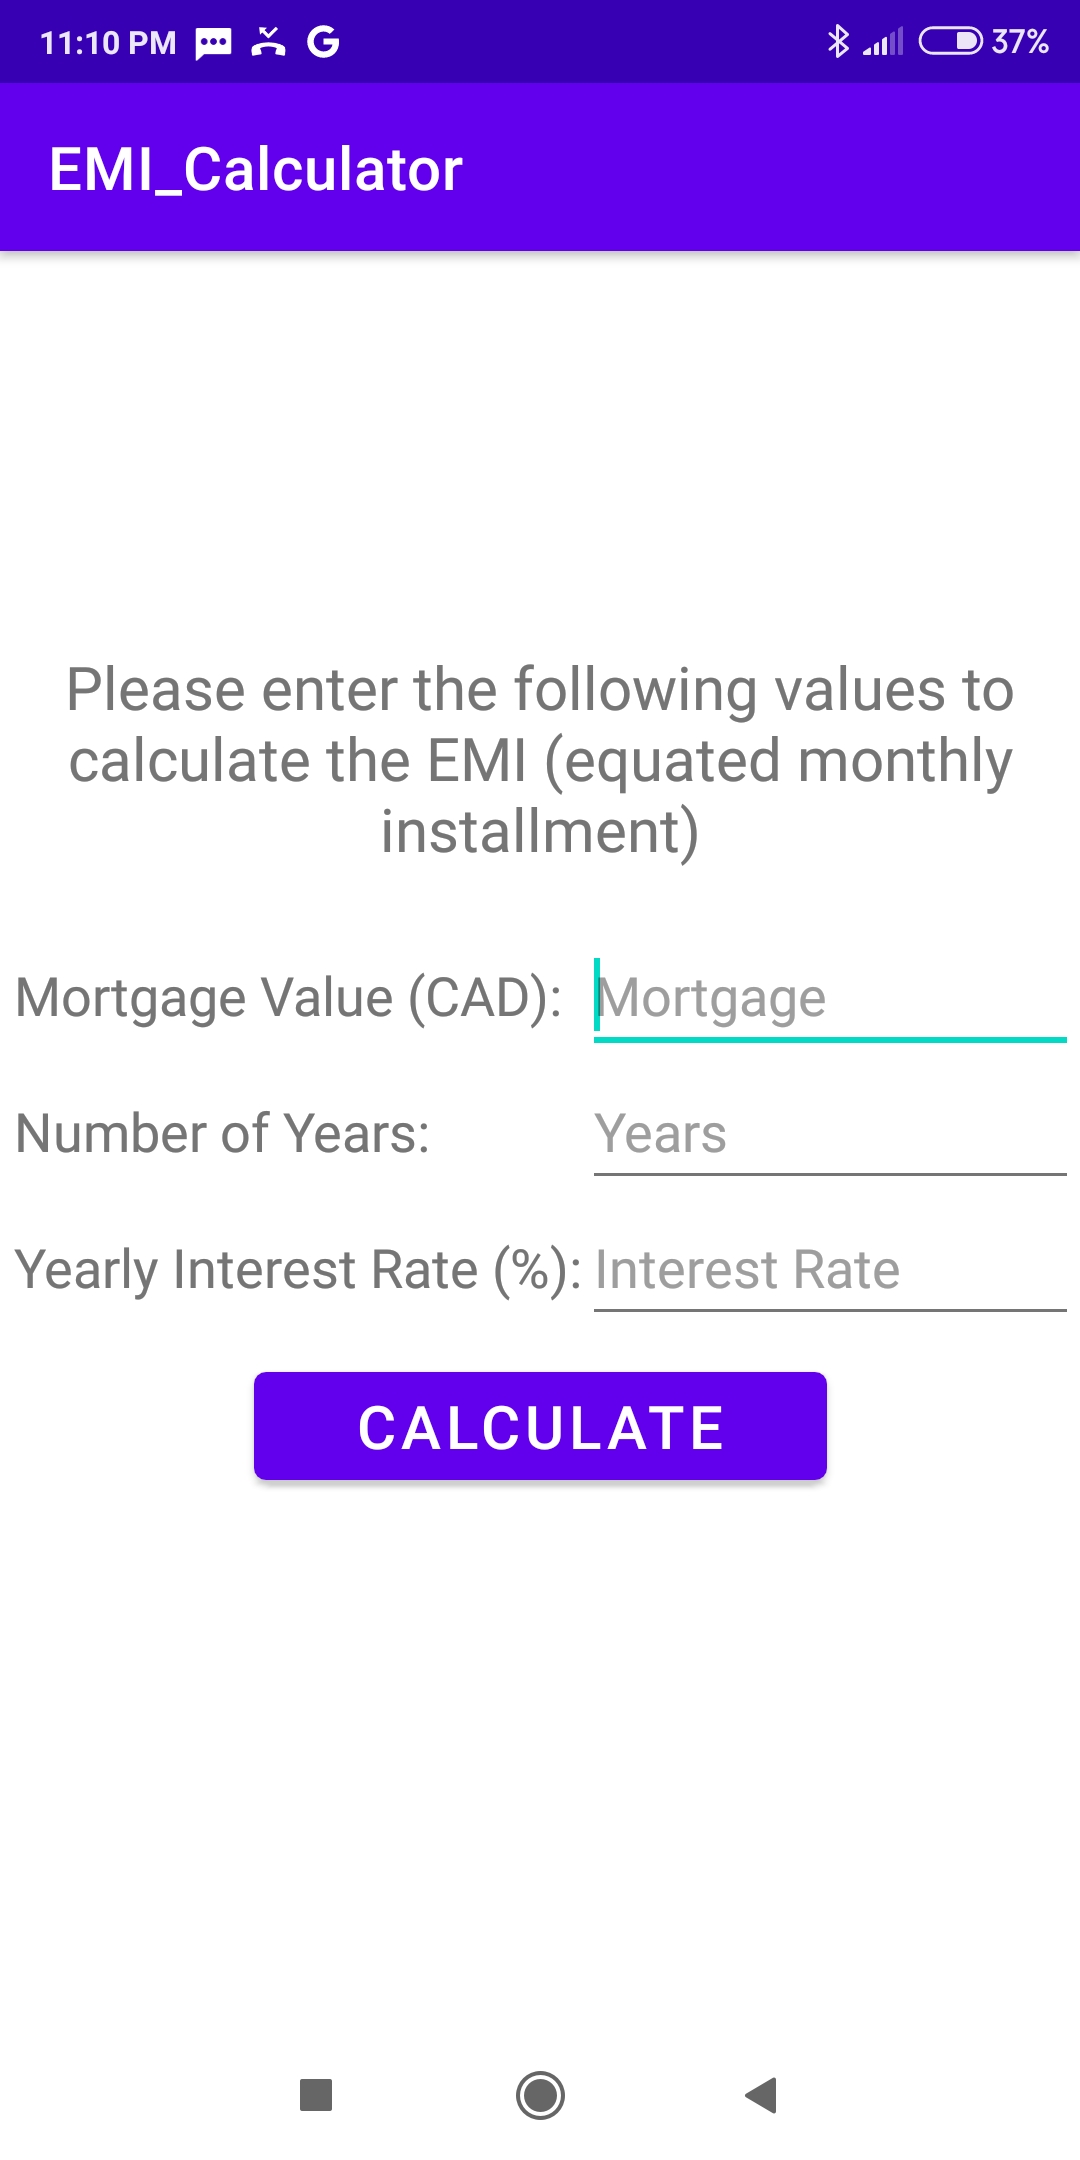 11:10 PM 37%
EMI_Calculator
Please enter the following values to
calculate the EMI (equated monthly
installment)
Mortgage Value (CAD): Mortgage
Number of Years: Years
Yearly Interest Rate (%): Interest Rate
CALCULATE